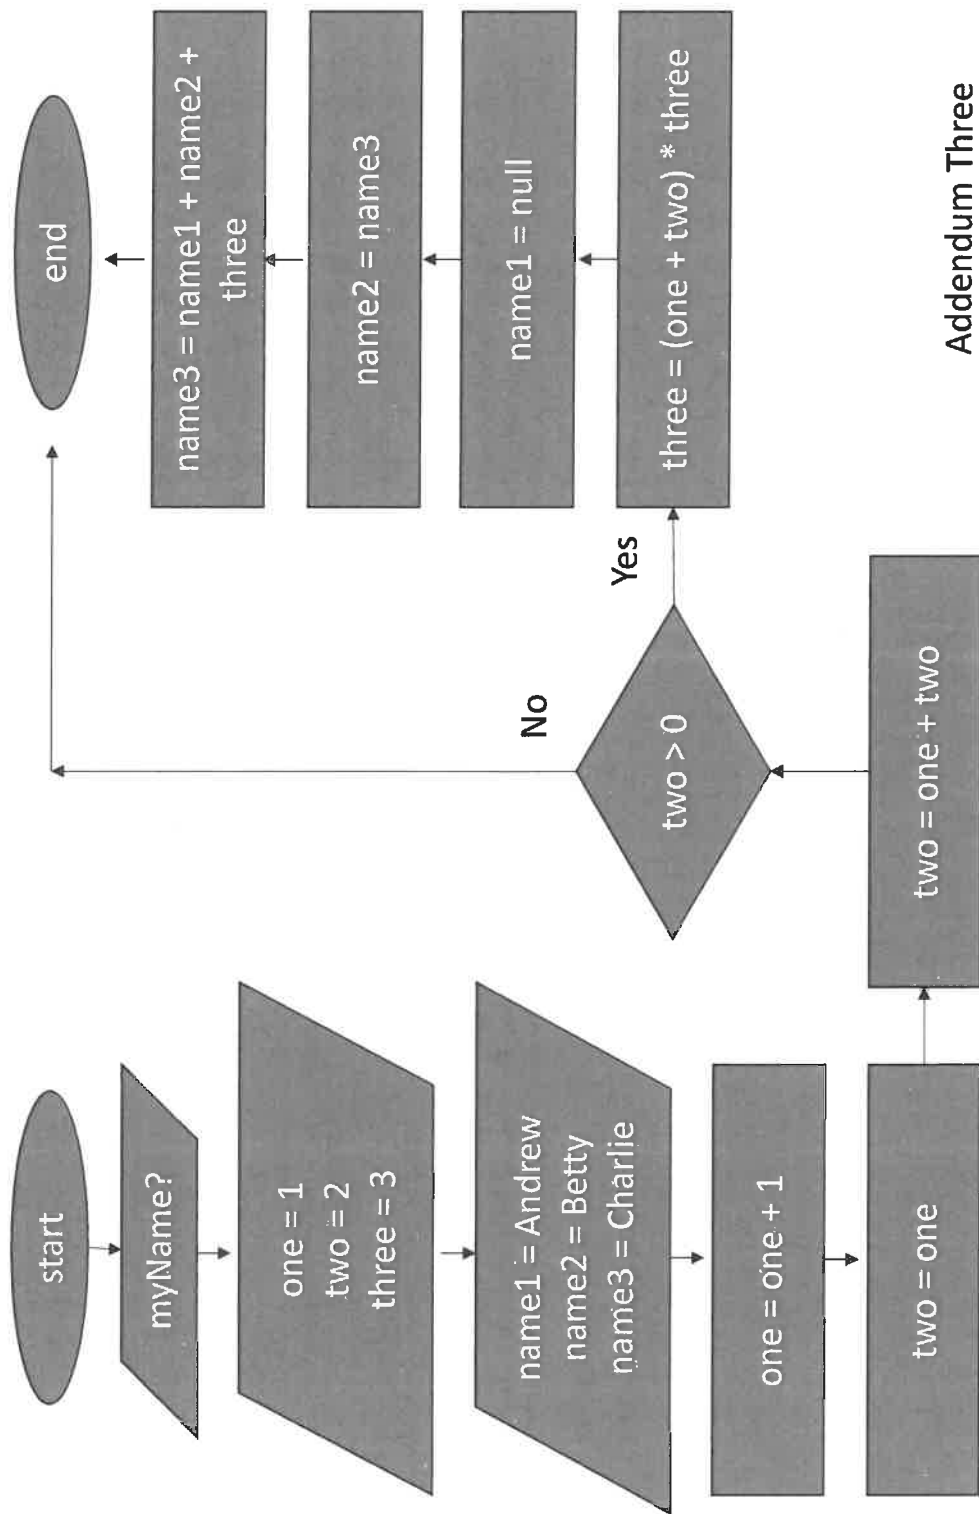 start
myName?
one = 1
two = 2
three = 3
name1 = Andrew
name2 = Betty
name3 = Charlie
one = one + 1
two = one
two = one + two
two > 0
No
Yes
three = (one + two) * three
name1 = null
name2 = name3
name3 = name1 + name2 +
three
end
Addendum Three